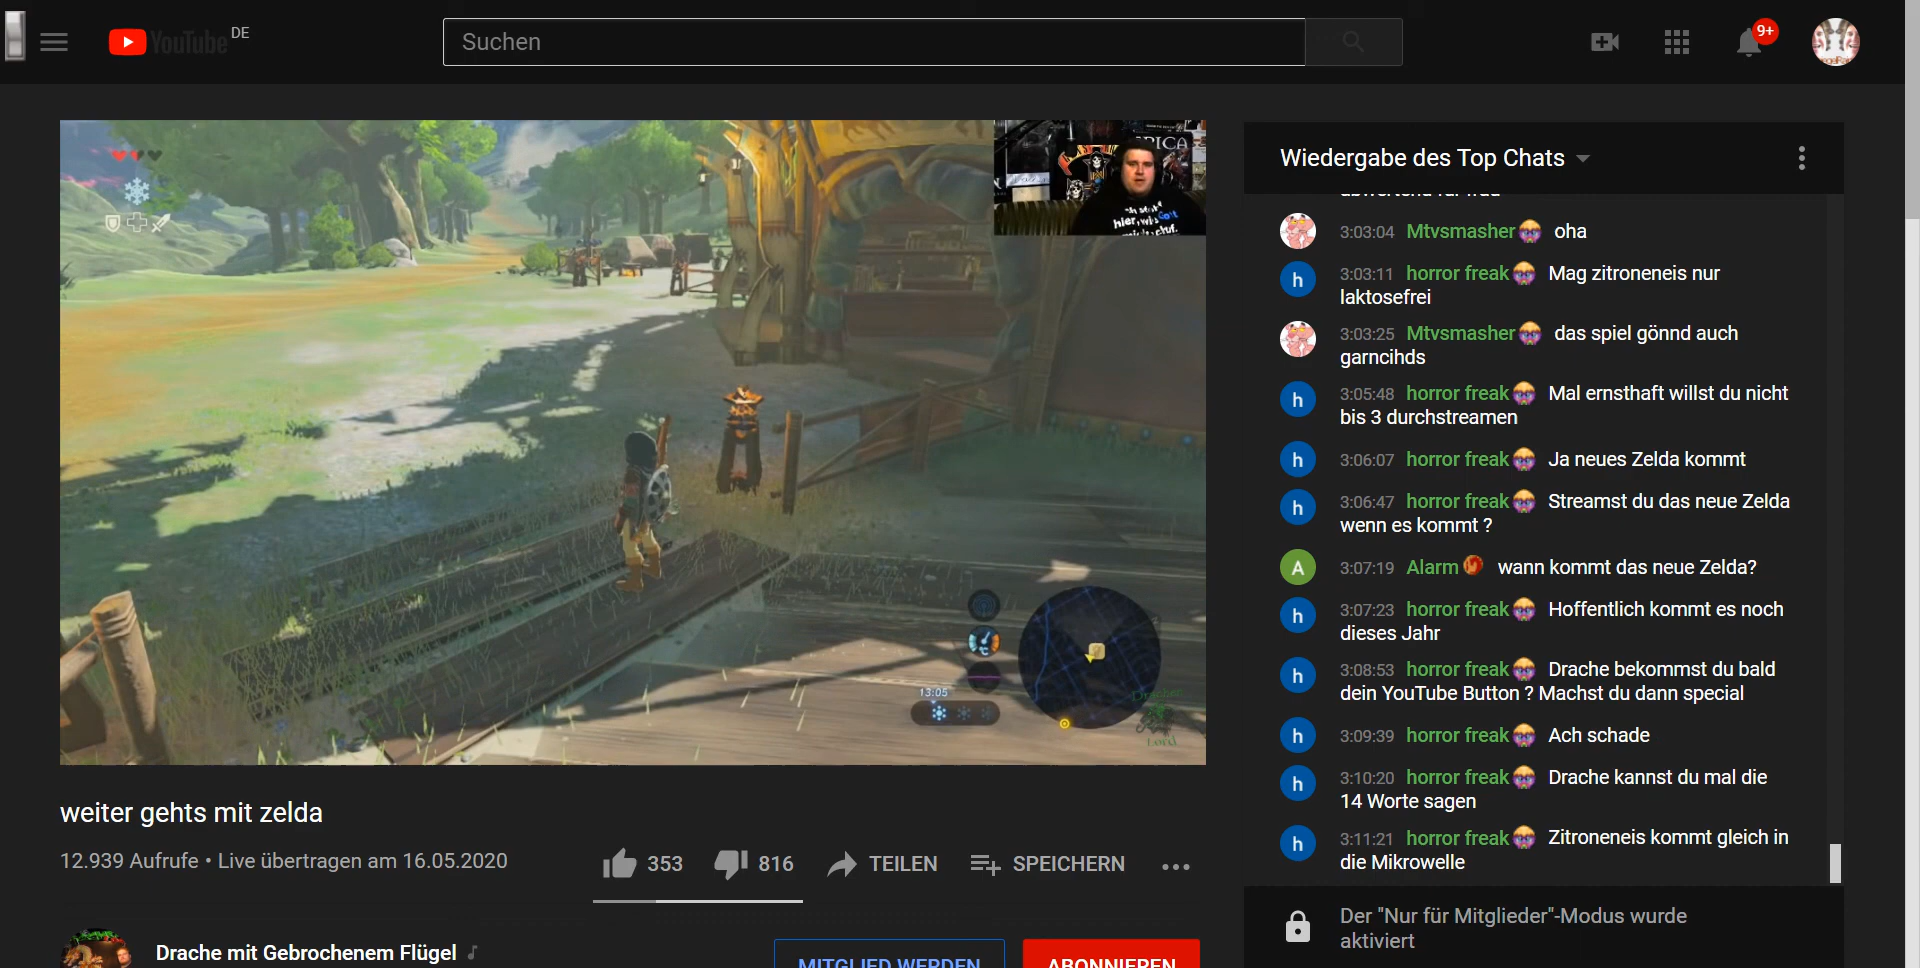 YouTube DE
Suchen
9+
Wiedergabe des Top Chats
3:03:04 Mtvsmasher oha
3:03:11 horror freak Mag zitroneneis nur
laktosefrei
3:03:25 Mtvsmasher das spiel gönnd auch
garncihds
3:05:48 horror freak Mal ernsthaft willst du nicht
bis 3 durchstreamen
3:06:07 horror freak Ja neues Zelda kommt
3:06:47 horror freak Streamst du das neue Zelda
wenn es kommt ?
A 3:07:19 Alarm wann kommt das neue Zelda?
3:07:23 horror freak Hoffentlich kommt es noch
dieses Jahr
3:08:53 horror freak Drache bekommst du bald
dein YouTube Button ? Machst du dann special
3:09:39 horror freak Ach schade
3:10:20 horror freak Drache kannst du mal die
14 Worte sagen
3:11:21 horror freak Zitroneneis kommt gleich in
die Mikrowelle
Der "Nur für Mitglieder"-Modus wurde
aktiviert
13:05
Lord
weiter gehts mit zelda
12.939 Aufrufe • Live übertragen am 16.05.2020
353 816 TEILEN SPEICHERN
Drache mit Gebrochenem Flügel
MITGLIED WERDEN ABONNIEREN